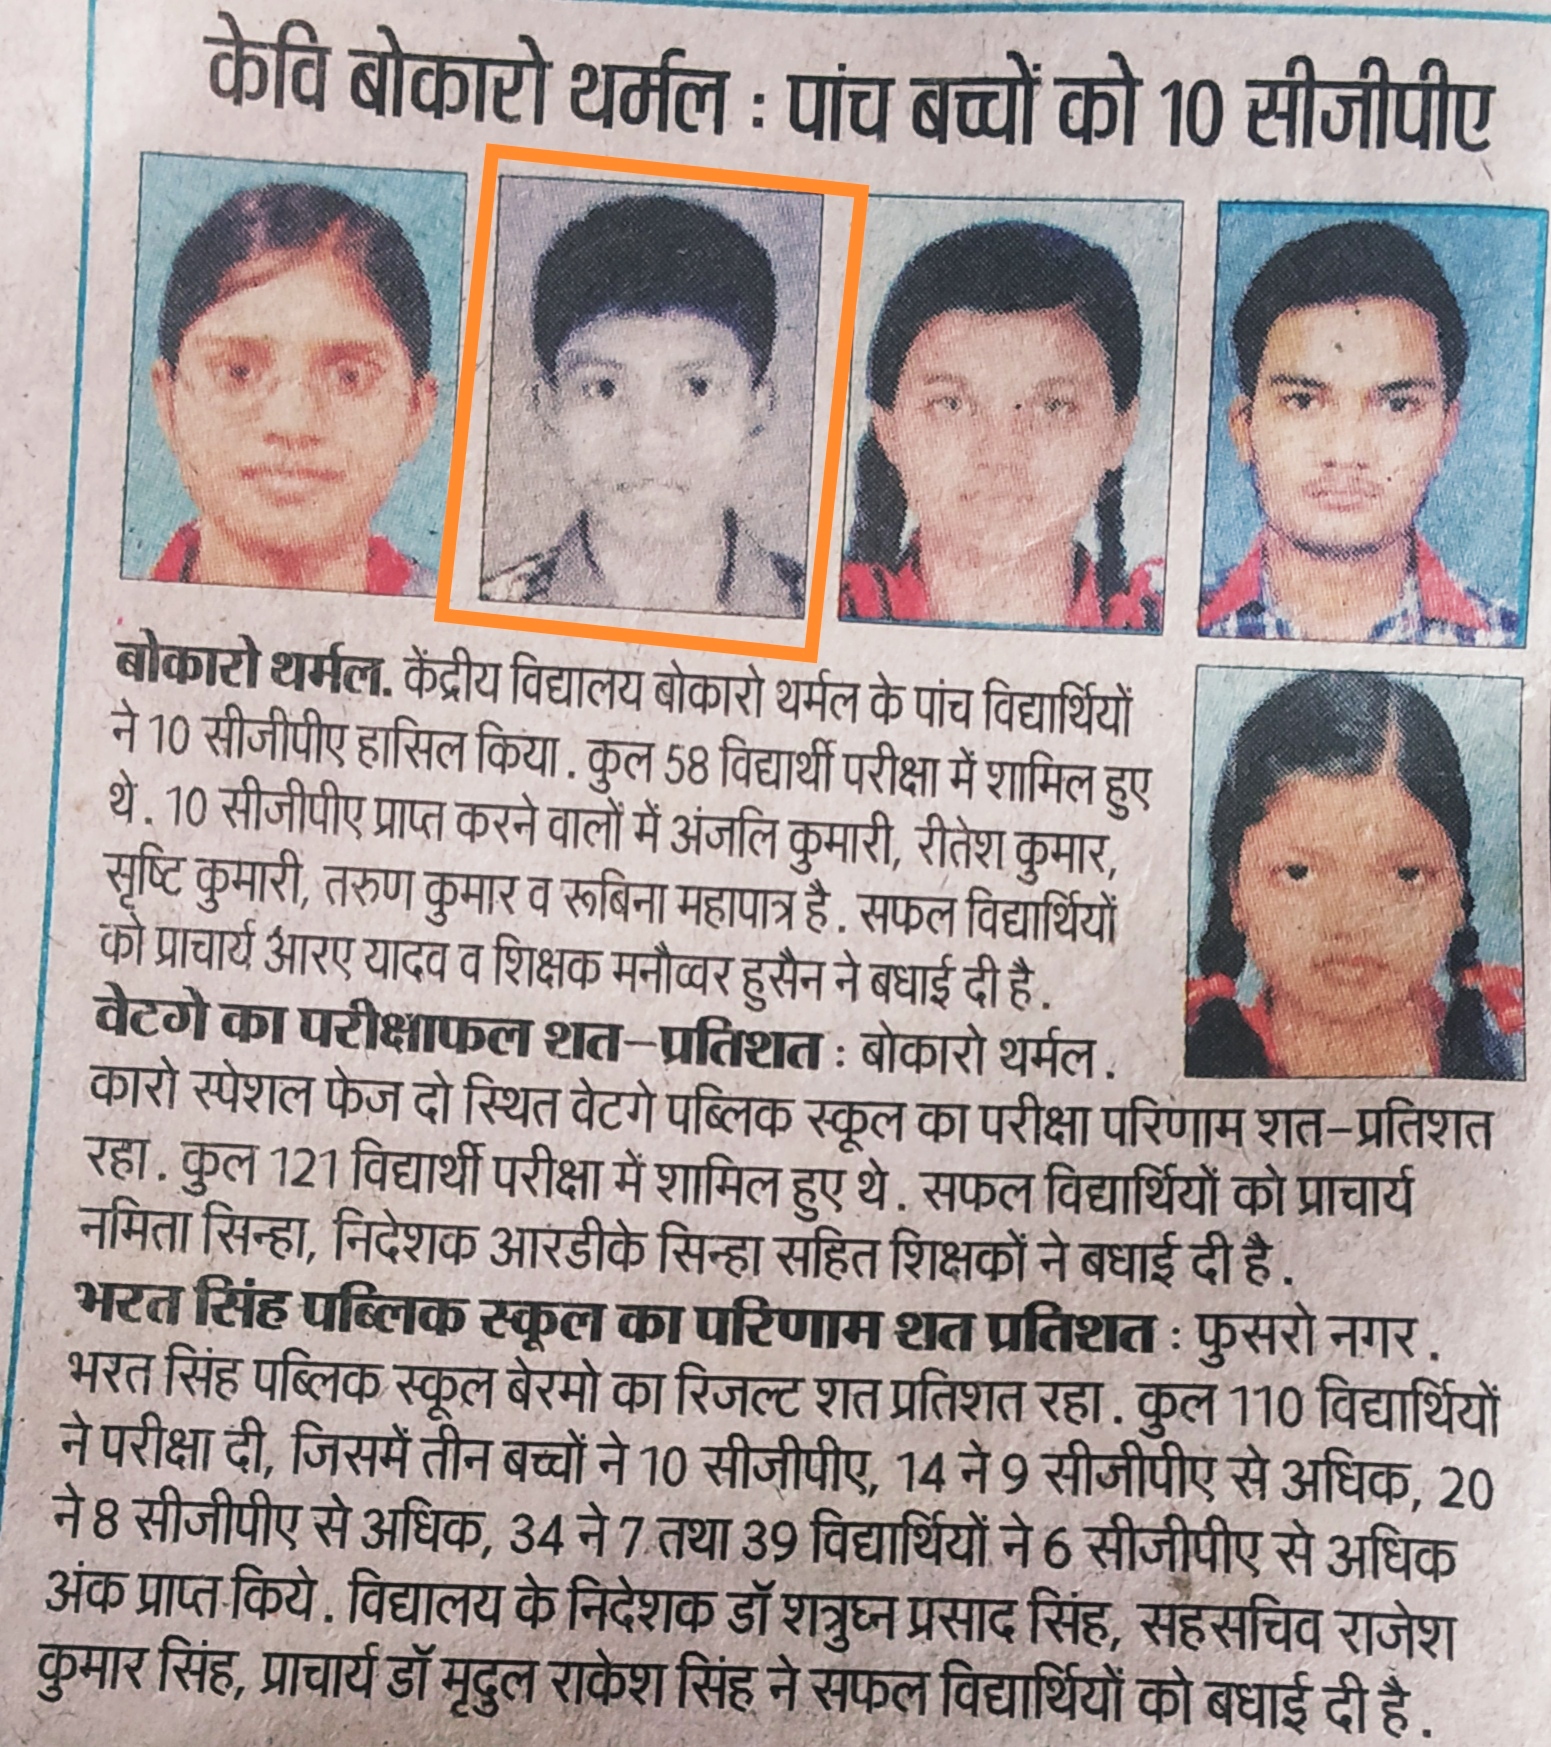 केवि बोकारो थर्मल : पांच बच्चों को 10 सीजीपीए
बोकारो थर्मल. केंद्रीय विद्यालय बोकारो थर्मल के पांच विद्यार्थियों
ने 10 सीजीपीए हासिल किया. कुल 58 विद्यार्थी परीक्षा में शामिल हुए
थे. 10 सीजीपीए प्राप्त करने वालों में अंजलि कुमारी, रीतेश कुमार,
सृष्टि कुमारी, तरुण कुमार व रूबिना महापात्र है. सफल विद्यार्थियों
को प्राचार्य आरए यादव व शिक्षक मनौव्वर हुसैन ने बधाई दी है.
वेटगे का परीक्षाफल शत-प्रतिशत : बोकारो थर्मल.
कारो स्पेशल फेज दो स्थित वेटगे पब्लिक स्कूल का परीक्षा परिणाम शत-प्रतिशत
रहा. कुल 121 विद्यार्थी परीक्षा में शामिल हुए थे. सफल विद्यार्थियों को प्राचार्य
नमिता सिन्हा, निदेशक आरडीके सिन्हा सहित शिक्षकों ने बधाई दी है.
भरत सिंह पब्लिक स्कूल का परिणाम शत प्रतिशत : फुसरो नगर.
भरत सिंह पब्लिक स्कूल बेरमो का रिजल्ट शत प्रतिशत रहा. कुल 110 विद्यार्थियों
ने परीक्षा दी, जिसमें तीन बच्चों ने 10 सीजीपीए, 14 ने 9 सीजीपीए से अधिक, 20
ने 8 सीजीपीए से अधिक, 34 ने 7 तथा 39 विद्यार्थियों ने 6 सीजीपीए से अधिक
अंक प्राप्त किये. विद्यालय के निदेशक डॉ शत्रुघ्न प्रसाद सिंह, सहसचिव राजेश
कुमार सिंह, प्राचार्य डॉ मृदुल राकेश सिंह ने सफल विद्यार्थियों को बधाई दी है.